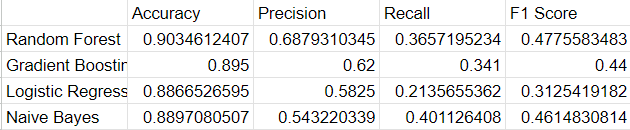 Accuracy Precision Recall F1 Score
Random Forest 0.9034612407 0.6879310345 0.3657195234 0.4775583483
Gradient Boostin 0.895 0.62 0.341 0.44
Logistic Regress 0.8866526595 0.5825 0.2135655362 0.3125419182
Naive Bayes 0.8897080507 0.543220339 0.401126408 0.4614830814